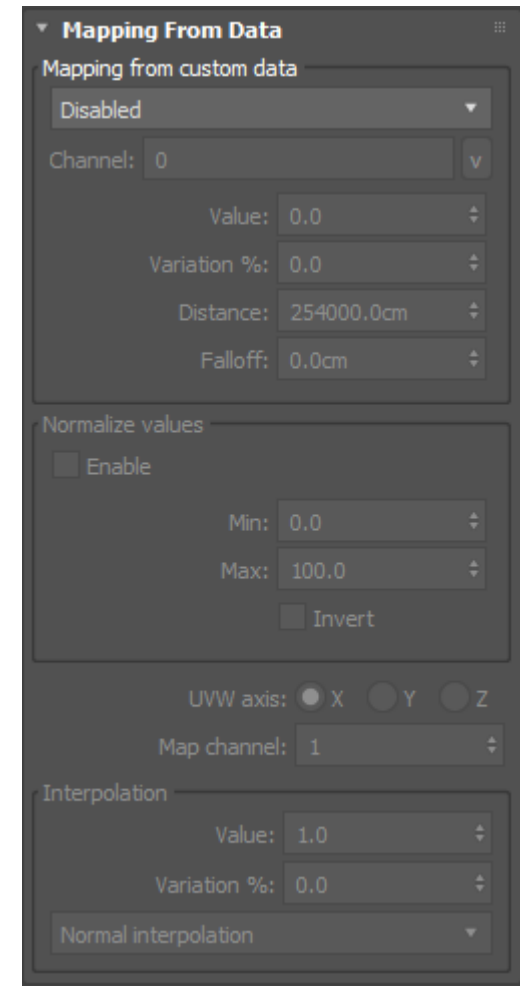 Mapping From Data
Mapping from custom data
Disabled
Channel: 0 v
Value: 0.0
Variation %: 0.0
Distance: 254000.0cm
Falloff: 0.0cm
Normalize values
Enable
Min: 0.0
Max: 100.0
Invert
UVW axis: X Y Z
Map channel: 1
Interpolation
Value: 1.0
Variation %: 0.0
Normal interpolation